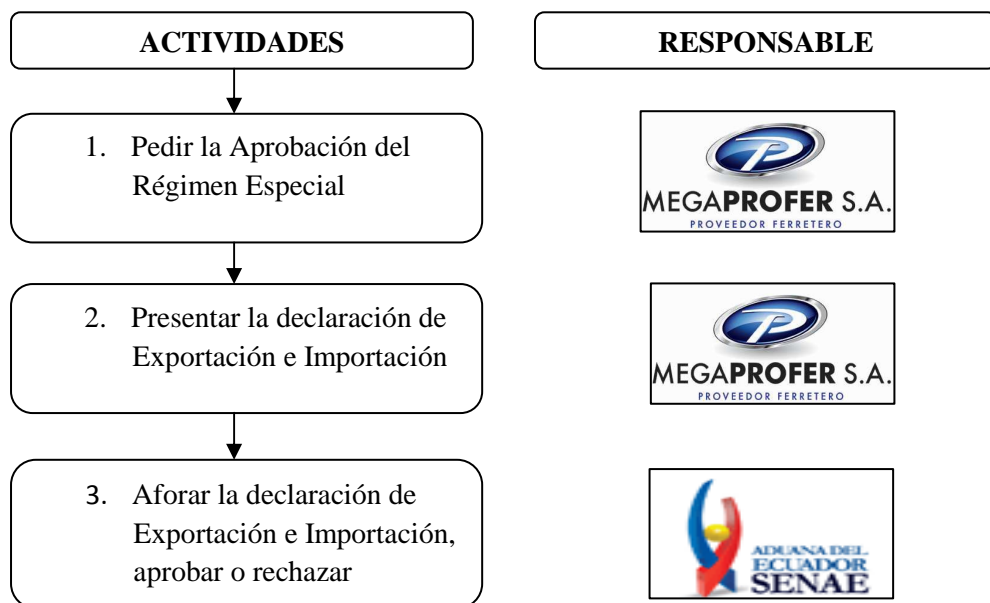 ACTIVIDADES
RESPONSABLE
1. Pedir la Aprobación del
Régimen Especial
MEGAPROFER S.A.
PROVEEDOR FERRETERO
2. Presentar la declaración de
Exportación e Importación
MEGAPROFER S.A.
PROVEEDOR FERRETERO
3. Aforar la declaración de
Exportación e Importación,
aprobar o rechazar
ADUANA DEL
ECUADOR
SENAE